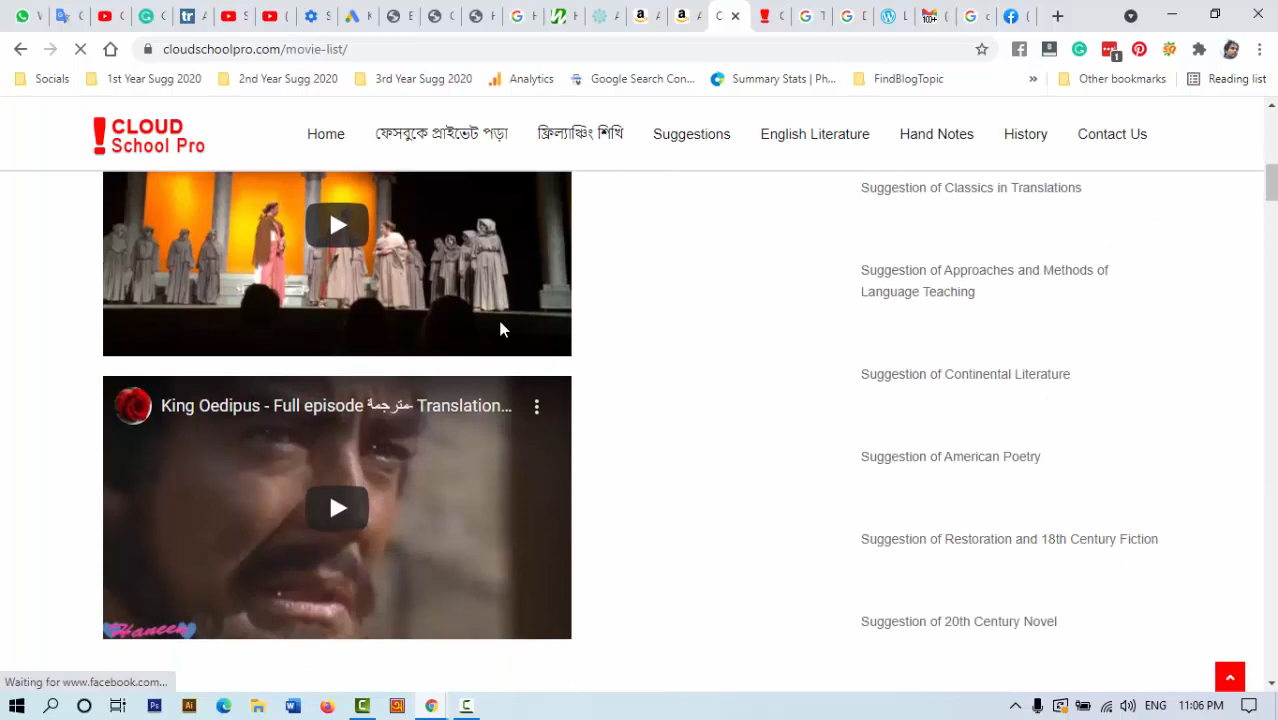 cloudschoolpro.com/movie-list/
1
Socials
1st Year Sugg 2020
2nd Year Sugg 2020
3rd Year Sugg 2020
Analytics
Google Search Con...
Summary Stats | Ph...
FindBlogTopic
»
Other bookmarks
Reading list
CLOUD
School Pro
Home
ফেসবুকে প্রাইভেট পড়া
ফ্রিল্যাঞ্চিং শিখি
Suggestions
English Literature
Hand Notes
History
Contact Us
Suggestion of Classics in Translations
Suggestion of Approaches and Methods of
Language Teaching
Suggestion of Continental Literature
King Oedipus - Full episode مترجمة- Translation...
Suggestion of American Poetry
Suggestion of Restoration and 18th Century Fiction
Suggestion of 20th Century Novel
Haneen
Waiting for www.facebook.com...
ENG
11:06 PM